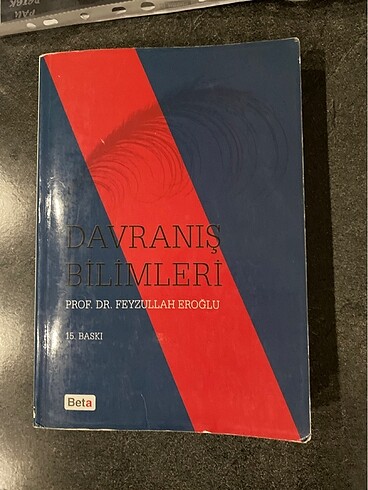 DAVRANIŞ
BİLİMLERİ
PROF. DR. FEYZULLAH EROĞLU
15. BASKI
Beta